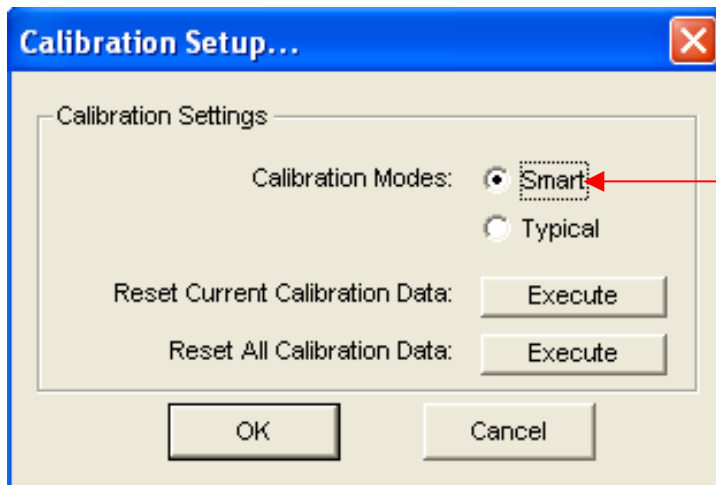 Calibration Setup...
Calibration Settings
Calibration Modes: Smart
Typical
Reset Current Calibration Data: Execute
Reset All Calibration Data: Execute
OK Cancel